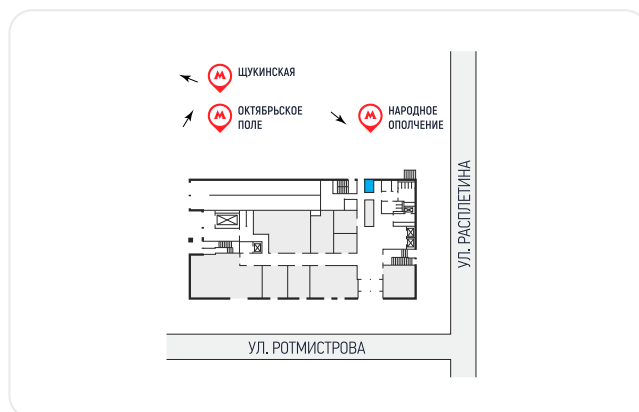 ЩУКИНСКАЯ
ОКТЯБРЬСКОЕ
ПОЛЕ
НАРОДНОЕ
ОПОЛЧЕНИЕ
УЛ. РАСПЛЕТИНА
УЛ. РОТМИСТРОВА